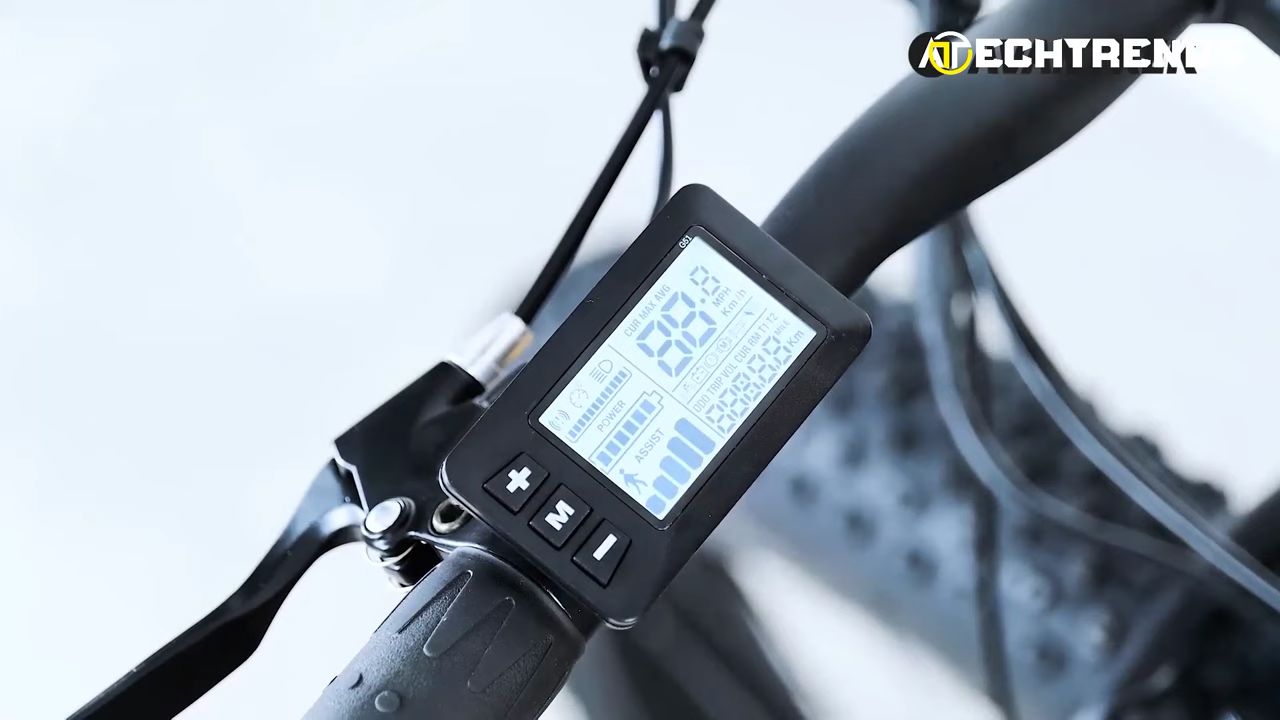 ECHTRENDS
G51
CUR MAX AVG
88.8
MPH
Km/h
ODO TRIP VOL CUR RM T1 T2
8888
MILE
Km
POWER
ASSIST
+
M
−